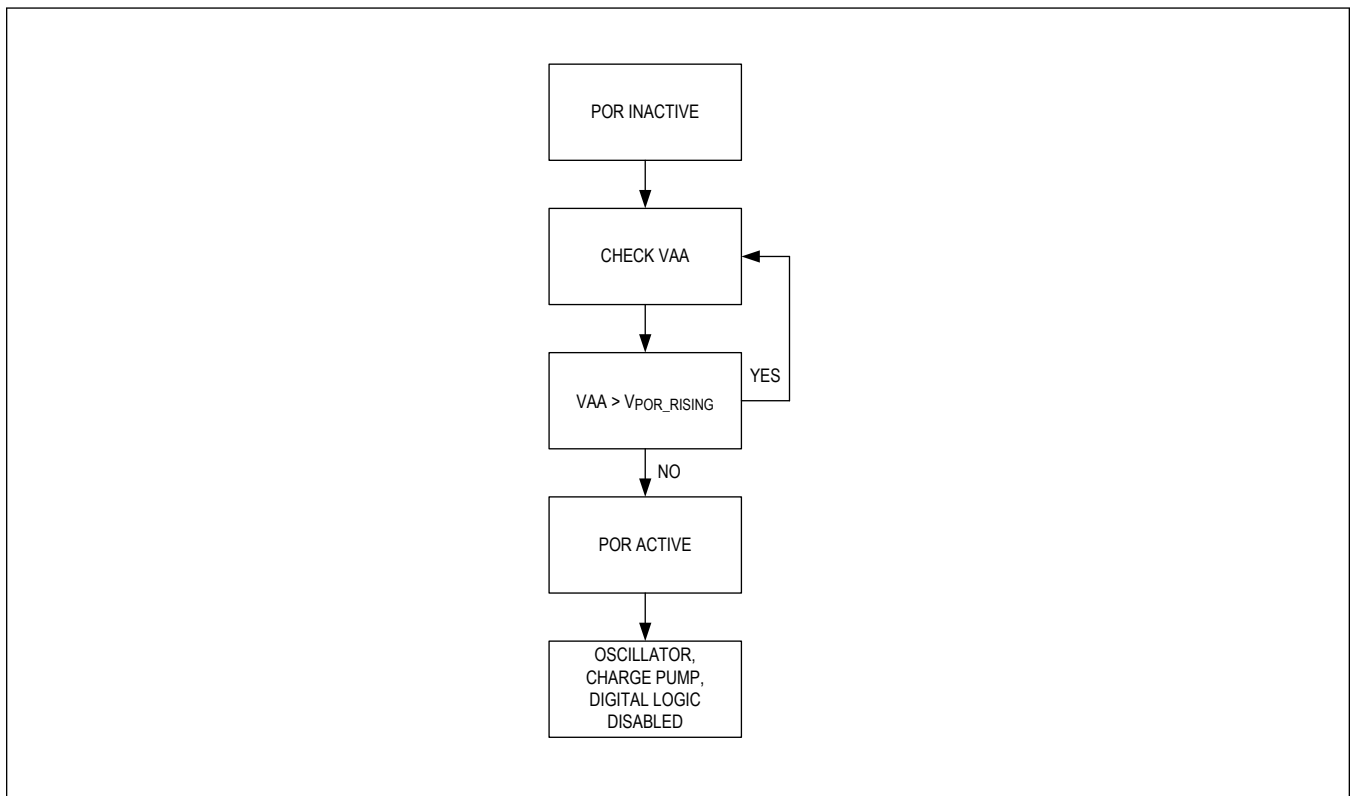 POR INACTIVE
CHECK VAA
YES
VAA > VPOR_RISING
NO
POR ACTIVE
OSCILLATOR,
CHARGE PUMP,
DIGITAL LOGIC
DISABLED